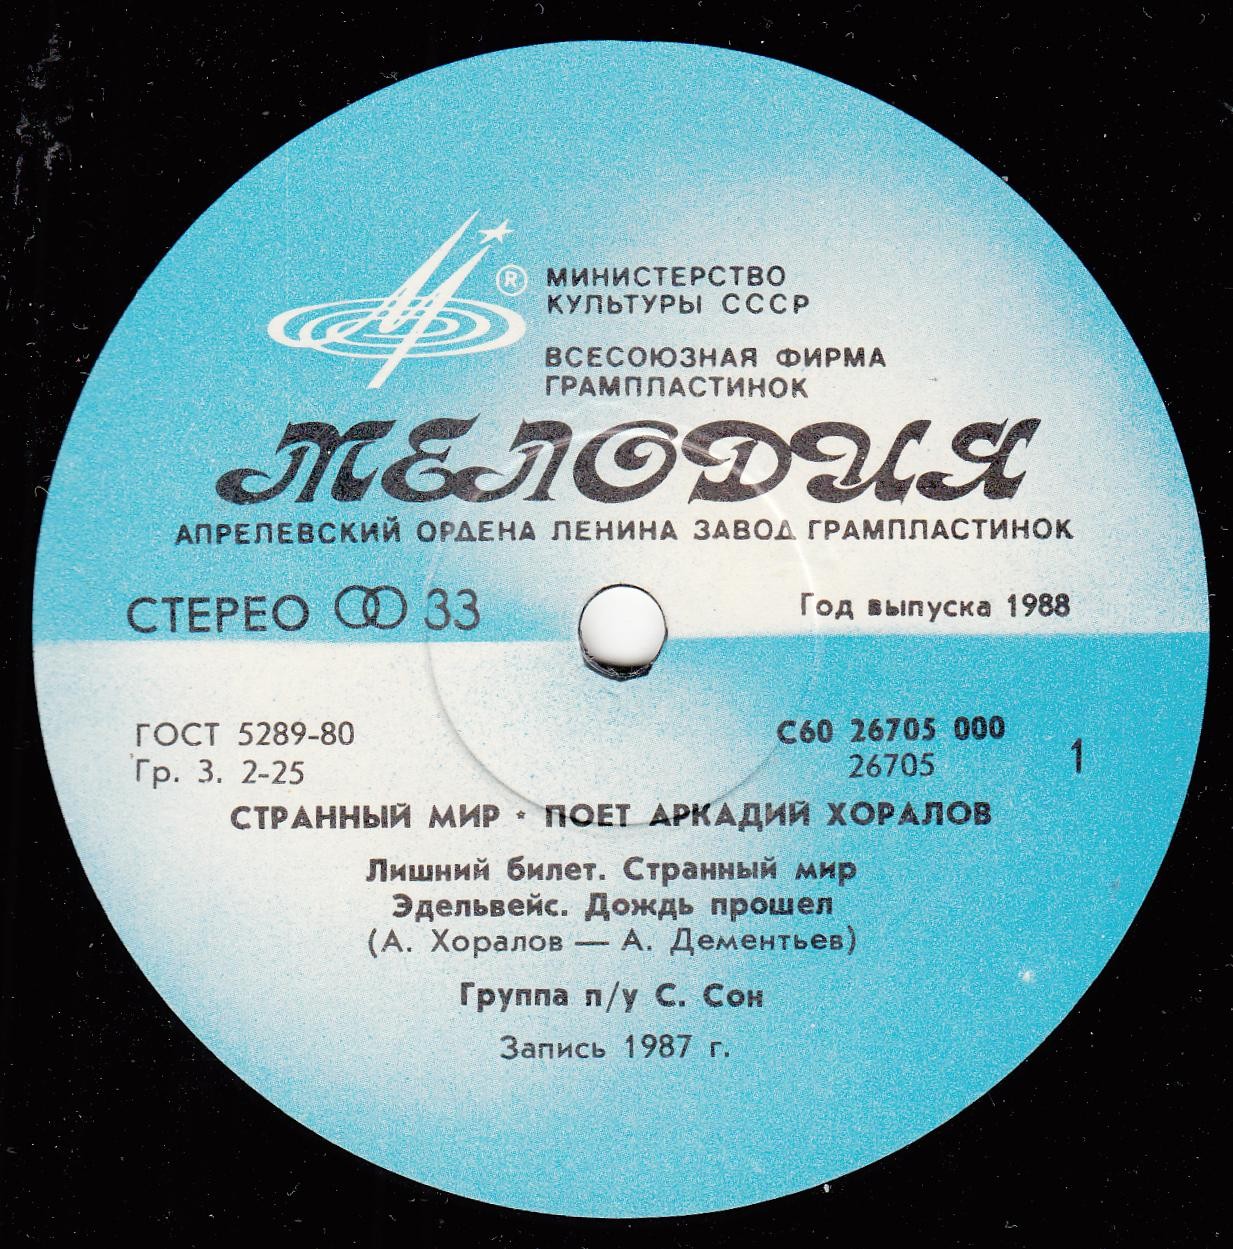 ®
МИНИСТЕРСТВО
КУЛЬТУРЫ СССР
ВСЕСОЮЗНАЯ ФИРМА
ГРАМПЛАСТИНОК
МЕЛОДИЯ
АПРЕЛЕВСКИЙ ОРДЕНА ЛЕНИНА ЗАВОД ГРАМПЛАСТИНОК
СТЕРЕО 33
Год выпуска 1988
ГОСТ 5289-80
Гр. 3. 2-25
С60 26705 000
26705
1
СТРАННЫЙ МИР * ПОЕТ АРКАДИЙ ХОРАЛОВ
Лишний билет. Странный мир
Эдельвейс. Дождь прошел
(А. Хоралов — А. Дементьев)
Группа п/у С. Сон
Запись 1987 г.